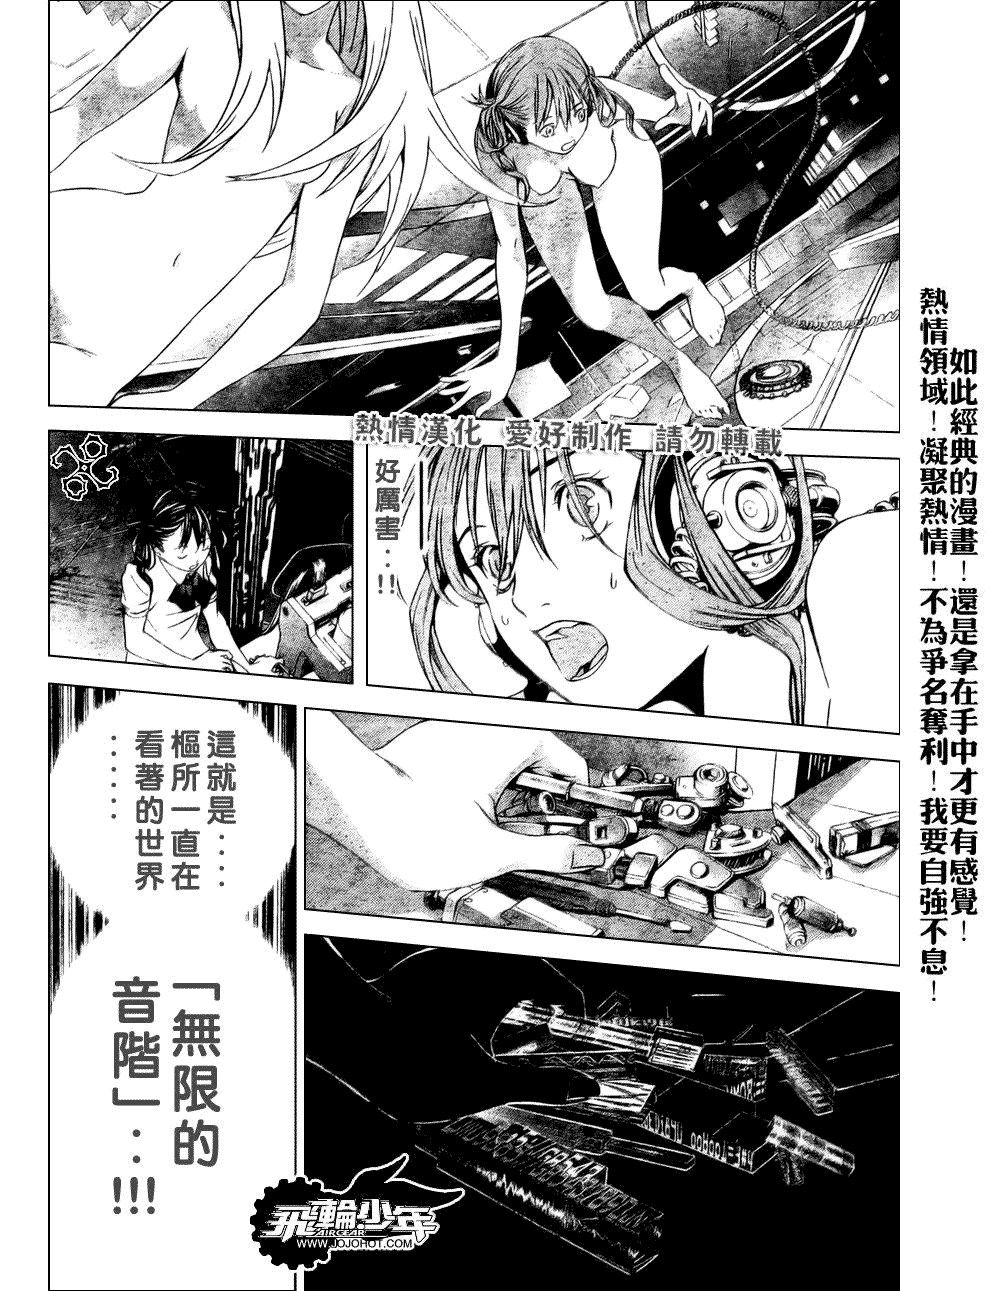 如此經典的漫畫！還是拿在手中才更有感覺！
熱情領域！凝聚熱情！不為爭名奪利！我要自強不息！
熱情漢化 愛好制作 請勿轉載
好厲害…!!
這就是……
樞所一直在
看著的世界
……
「無限的
音階」…!!!
飛輪少年
AIRGEAR
WWW.JOJOHOT.COM